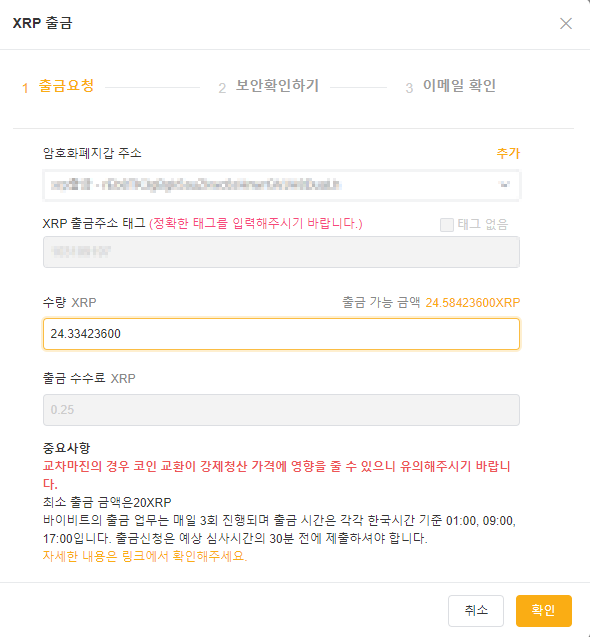 XRP 출금
1 출금요청 2 보안확인하기 3 이메일 확인
암호화폐지갑 주소 추가
XRP 출금주소 태그 (정확한 태그를 입력해주시기 바랍니다.) 태그 없음
수량 XRP 출금 가능 금액 24.58423600XRP
24.33423600
출금 수수료 XRP
0.25
중요사항
교차마진의 경우 코인 교환이 강제청산 가격에 영향을 줄 수 있으니 유의해주시기 바랍니
다.
최소 출금 금액은20XRP
바이비트의 출금 업무는 매일 3회 진행되며 출금 시간은 각각 한국시간 기준 01:00, 09:00,
17:00입니다. 출금신청은 예상 심사시간의 30분 전에 제출하셔야 합니다.
자세한 내용은 링크에서 확인해주세요.
취소 확인